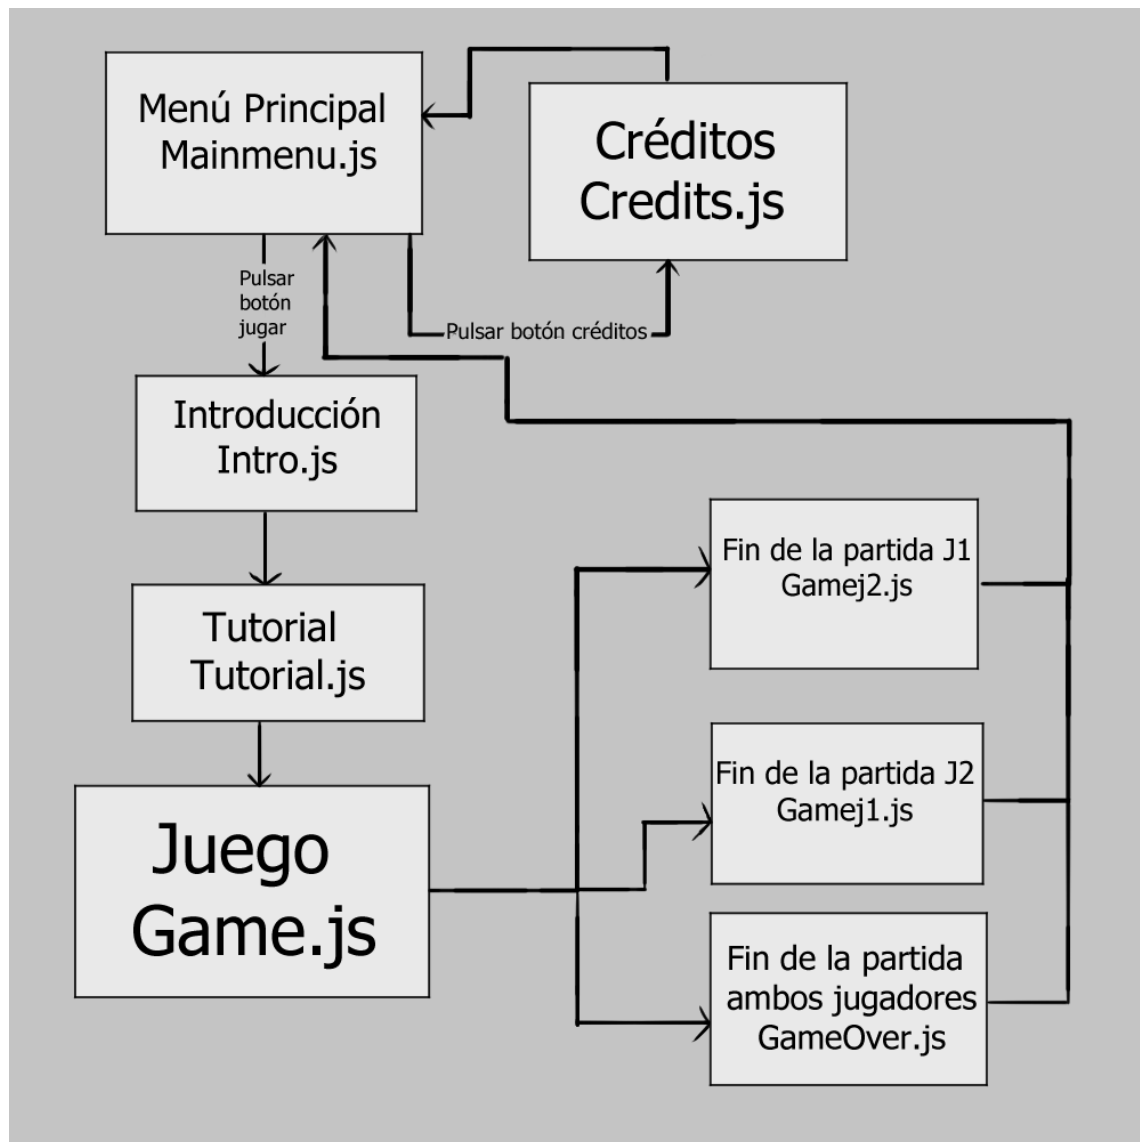 Menú Principal
Mainmenu.js
Créditos
Credits.js
Pulsar
botón
jugar
Pulsar botón créditos
Introducción
Intro.js
Tutorial
Tutorial.js
Juego
Game.js
Fin de la partida J1
Gamej2.js
Fin de la partida J2
Gamej1.js
Fin de la partida
ambos jugadores
GameOver.js